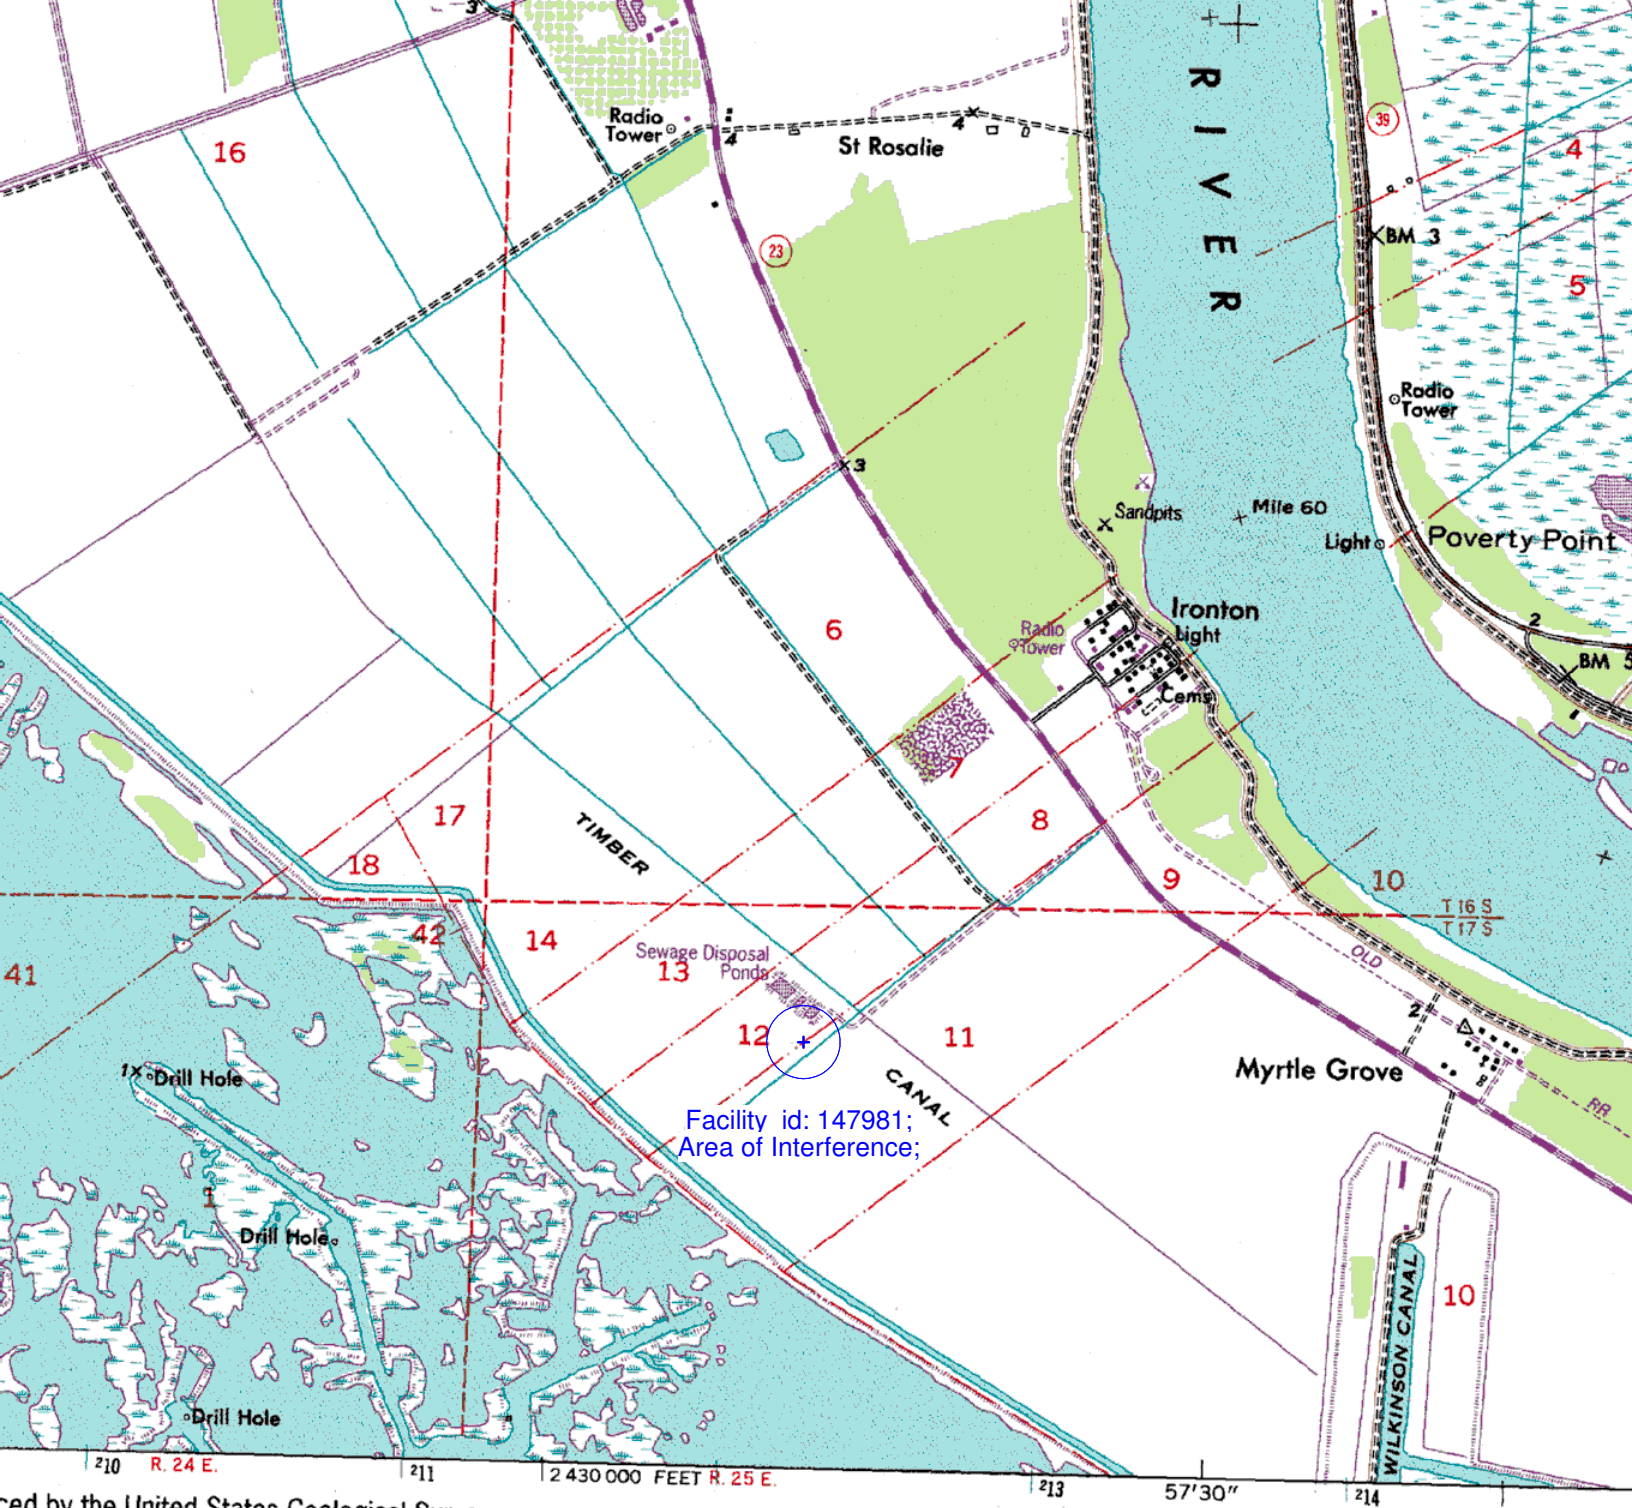 3
R
I
V
E
R
Radio
Tower
4
4
St Rosalie
16
39
4
23
BM 3
5
Radio
Tower
3
Sandpits
Mile 60
Light
Poverty Point
Ironton
Light
2
BM 5
6
Radio
Tower
Cems
7
17
TIMBER
8
18
9
10
T 16 S
T 17 S
42
14
41
Sewage Disposal
Ponds
13
OLD
12
11
2
1
Drill Hole
CANAL
Myrtle Grove
RR
Facility id: 147981;
Area of Interference;
1
Drill Hole
10
WILKINSON CANAL
Drill Hole
210
R. 24 E.
211
2 430 000 FEET
R. 25 E.
213
57'30"
214
ced by the United States Geological Surve